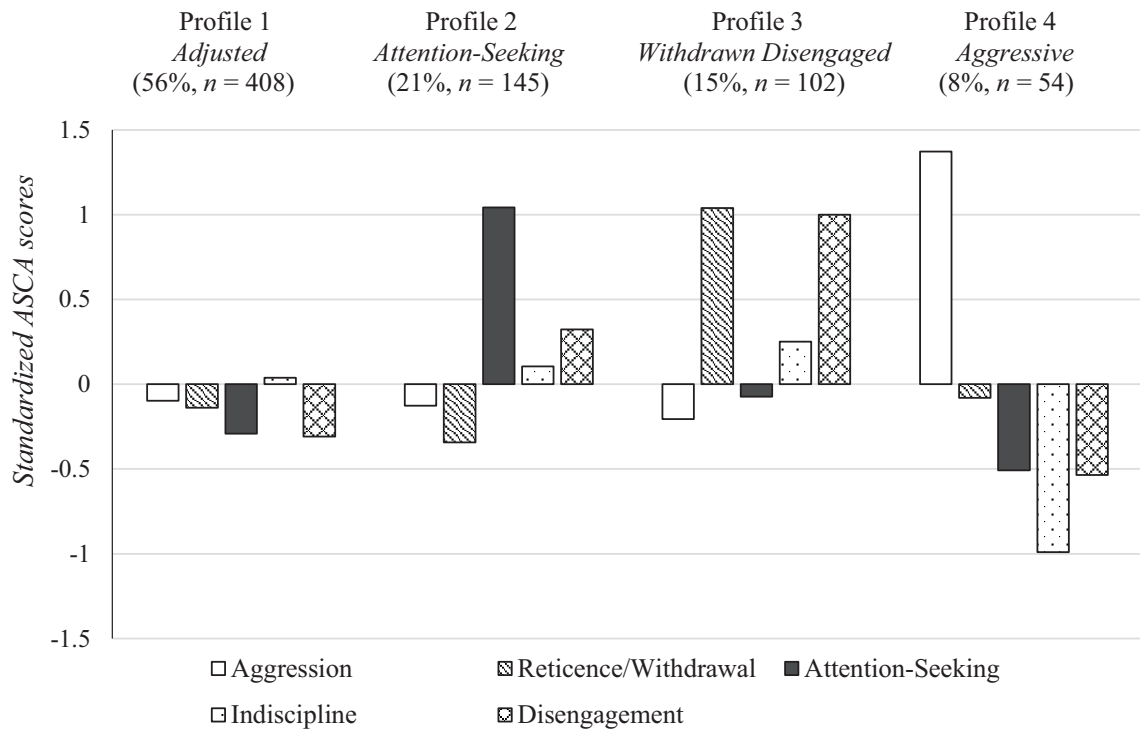 Profile 1
Adjusted
(56%, n = 408)
Profile 2
Attention-Seeking
(21%, n = 145)
Profile 3
Withdrawn Disengaged
(15%, n = 102)
Profile 4
Aggressive
(8%, n = 54)
Standardized ASCA scores
1.5
1
0.5
0
-0.5
-1
-1.5
Aggression
Reticence/Withdrawal
Attention-Seeking
Indiscipline
Disengagement